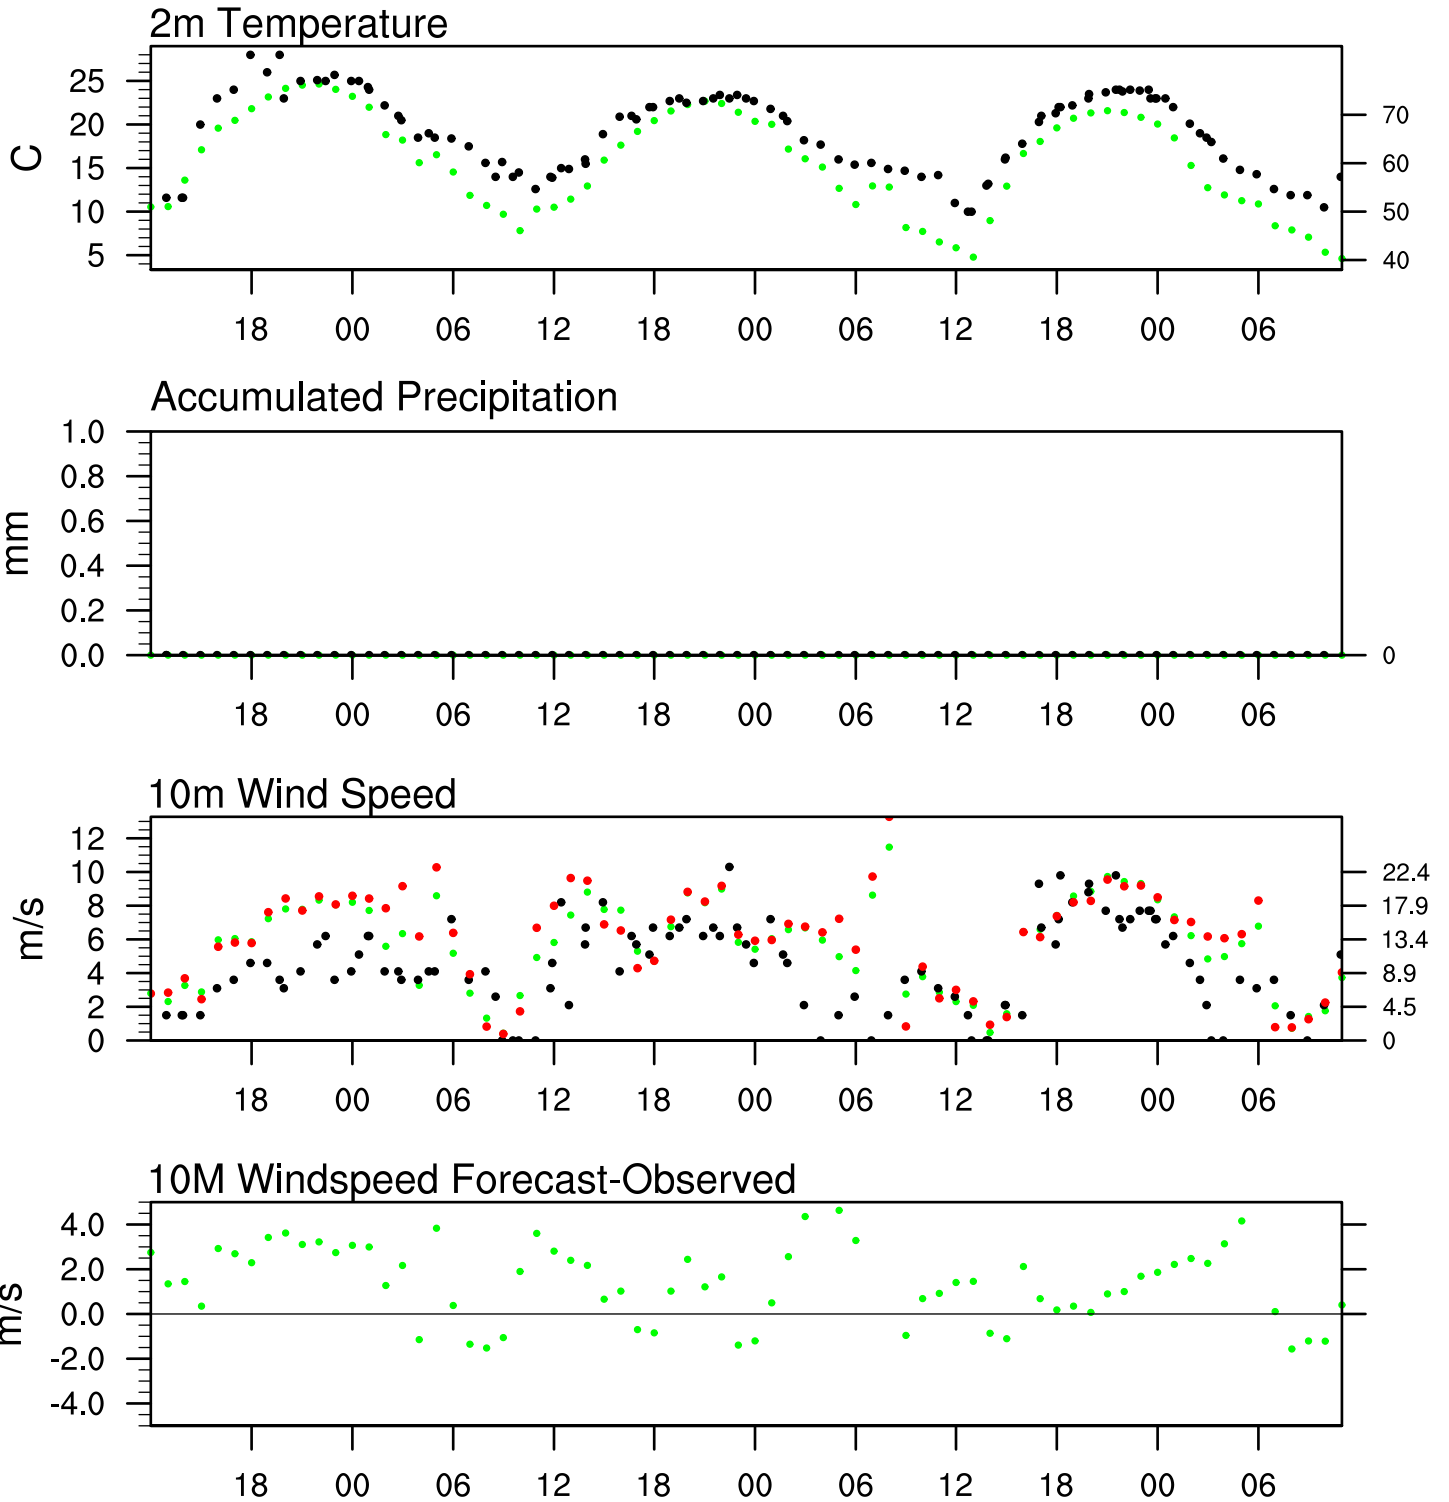 2m Temperature
25
20
15
10
5
C
70
60
50
40
18 00 06 12 18 00 06 12 18 00 06
Accumulated Precipitation
1.0
0.8
0.6
0.4
0.2
0.0
mm
0
18 00 06 12 18 00 06 12 18 00 06
10m Wind Speed
12
10
8
6
4
2
0
m/s
22.4
17.9
13.4
8.9
4.5
0
18 00 06 12 18 00 06 12 18 00 06
10M Windspeed Forecast-Observed
4.0
2.0
0.0
-2.0
-4.0
m/s
18 00 06 12 18 00 06 12 18 00 06